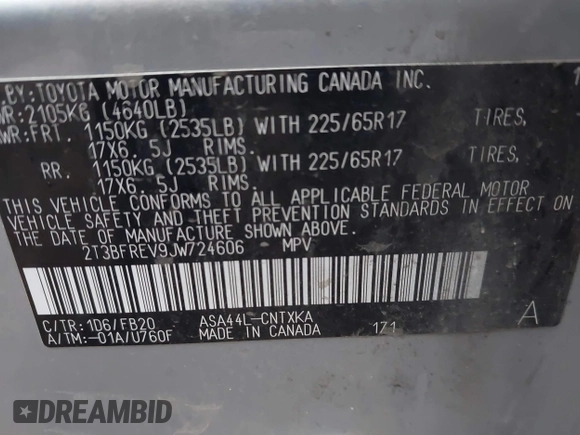 .BY: TOYOTA MOTOR MANUFACTURING CANADA INC. 1
WR: 2105KG (4640LB)
WR: FRT. 1150KG (2535LB) WITH 225/65R17 TIRES,
17X6. 5J RIMS.
RR. 1150KG (2535LB) WITH 225/65R17 TIRES,
17X6. 5J RIMS.
THIS VEHICLE CONFORMS TO ALL APPLICABLE FEDERAL MOTOR
VEHICLE SAFETY AND THEFT PREVENTION STANDARDS IN EFFECT ON
THE DATE OF MANUFACTURE SHOWN ABOVE.
2T3BFREV9JW724606 MPV
C/TR: 1D6/FB20 ASA44L-CNTXKA A
A/TM: -01A/U760F MADE IN CANADA 1Z1
DREAMBID